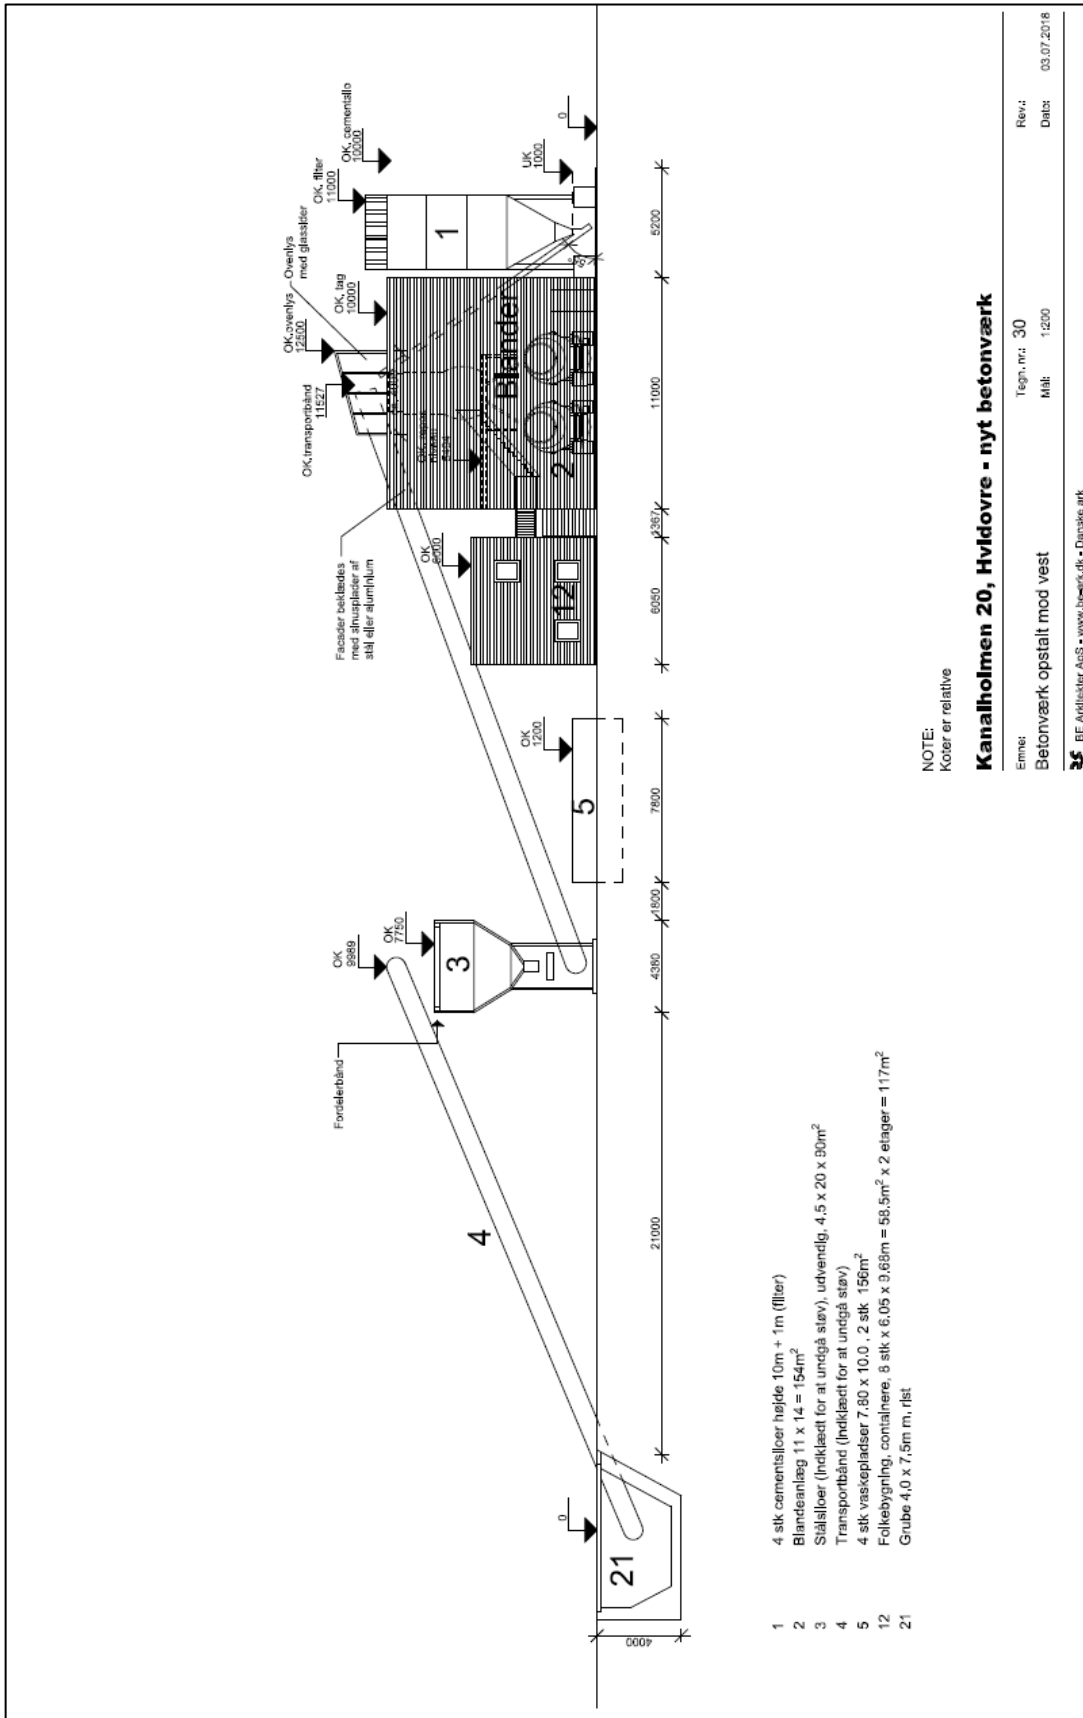 Fordelerbånd
OK
9989
OK
7750
OK
1200
Facader beklædes
med sinusplader af
stål eller aluminium
OK
6000
OK. transportbånd
11527
OK. ovenlys
12500
Ovenlys
med glassider
OK. tag
10000
OK. filter
11000
OK. cementsilo
10000
UK
1000
0
0
21
4
3
5
12
2
Blander
1
4000
21000
4380
1800
7800
6050
2367
11000
5200
1 4 stk cementsiloer højde 10m + 1m (filter)
2 Blandeanlæg 11 x 14 = 154m²
3 Stålsiloer (Indklædt for at undgå støv), udvendig, 4.5 x 20 x 90m²
4 Transportbånd (Indklædt for at undgå støv)
5 4 stk vaskepladser 7.80 x 10.0 , 2 stk 156m²
12 Folkebygning, containere, 8 stk x 6.05 x 9.68m = 58.5m² x 2 etager = 117m²
21 Grube 4,0 x 7,5m m. rist
NOTE:
Koter er relative
Kanalholmen 20, Hvidovre - nyt betonværk
Emne:
Tegn. nr.: 30
Rev.:
Betonværk opstalt mod vest
Mål: 1:200
Dato: 03.07.2018
BE Arkitekter ApS • www.be-ark.dk • Danske ark